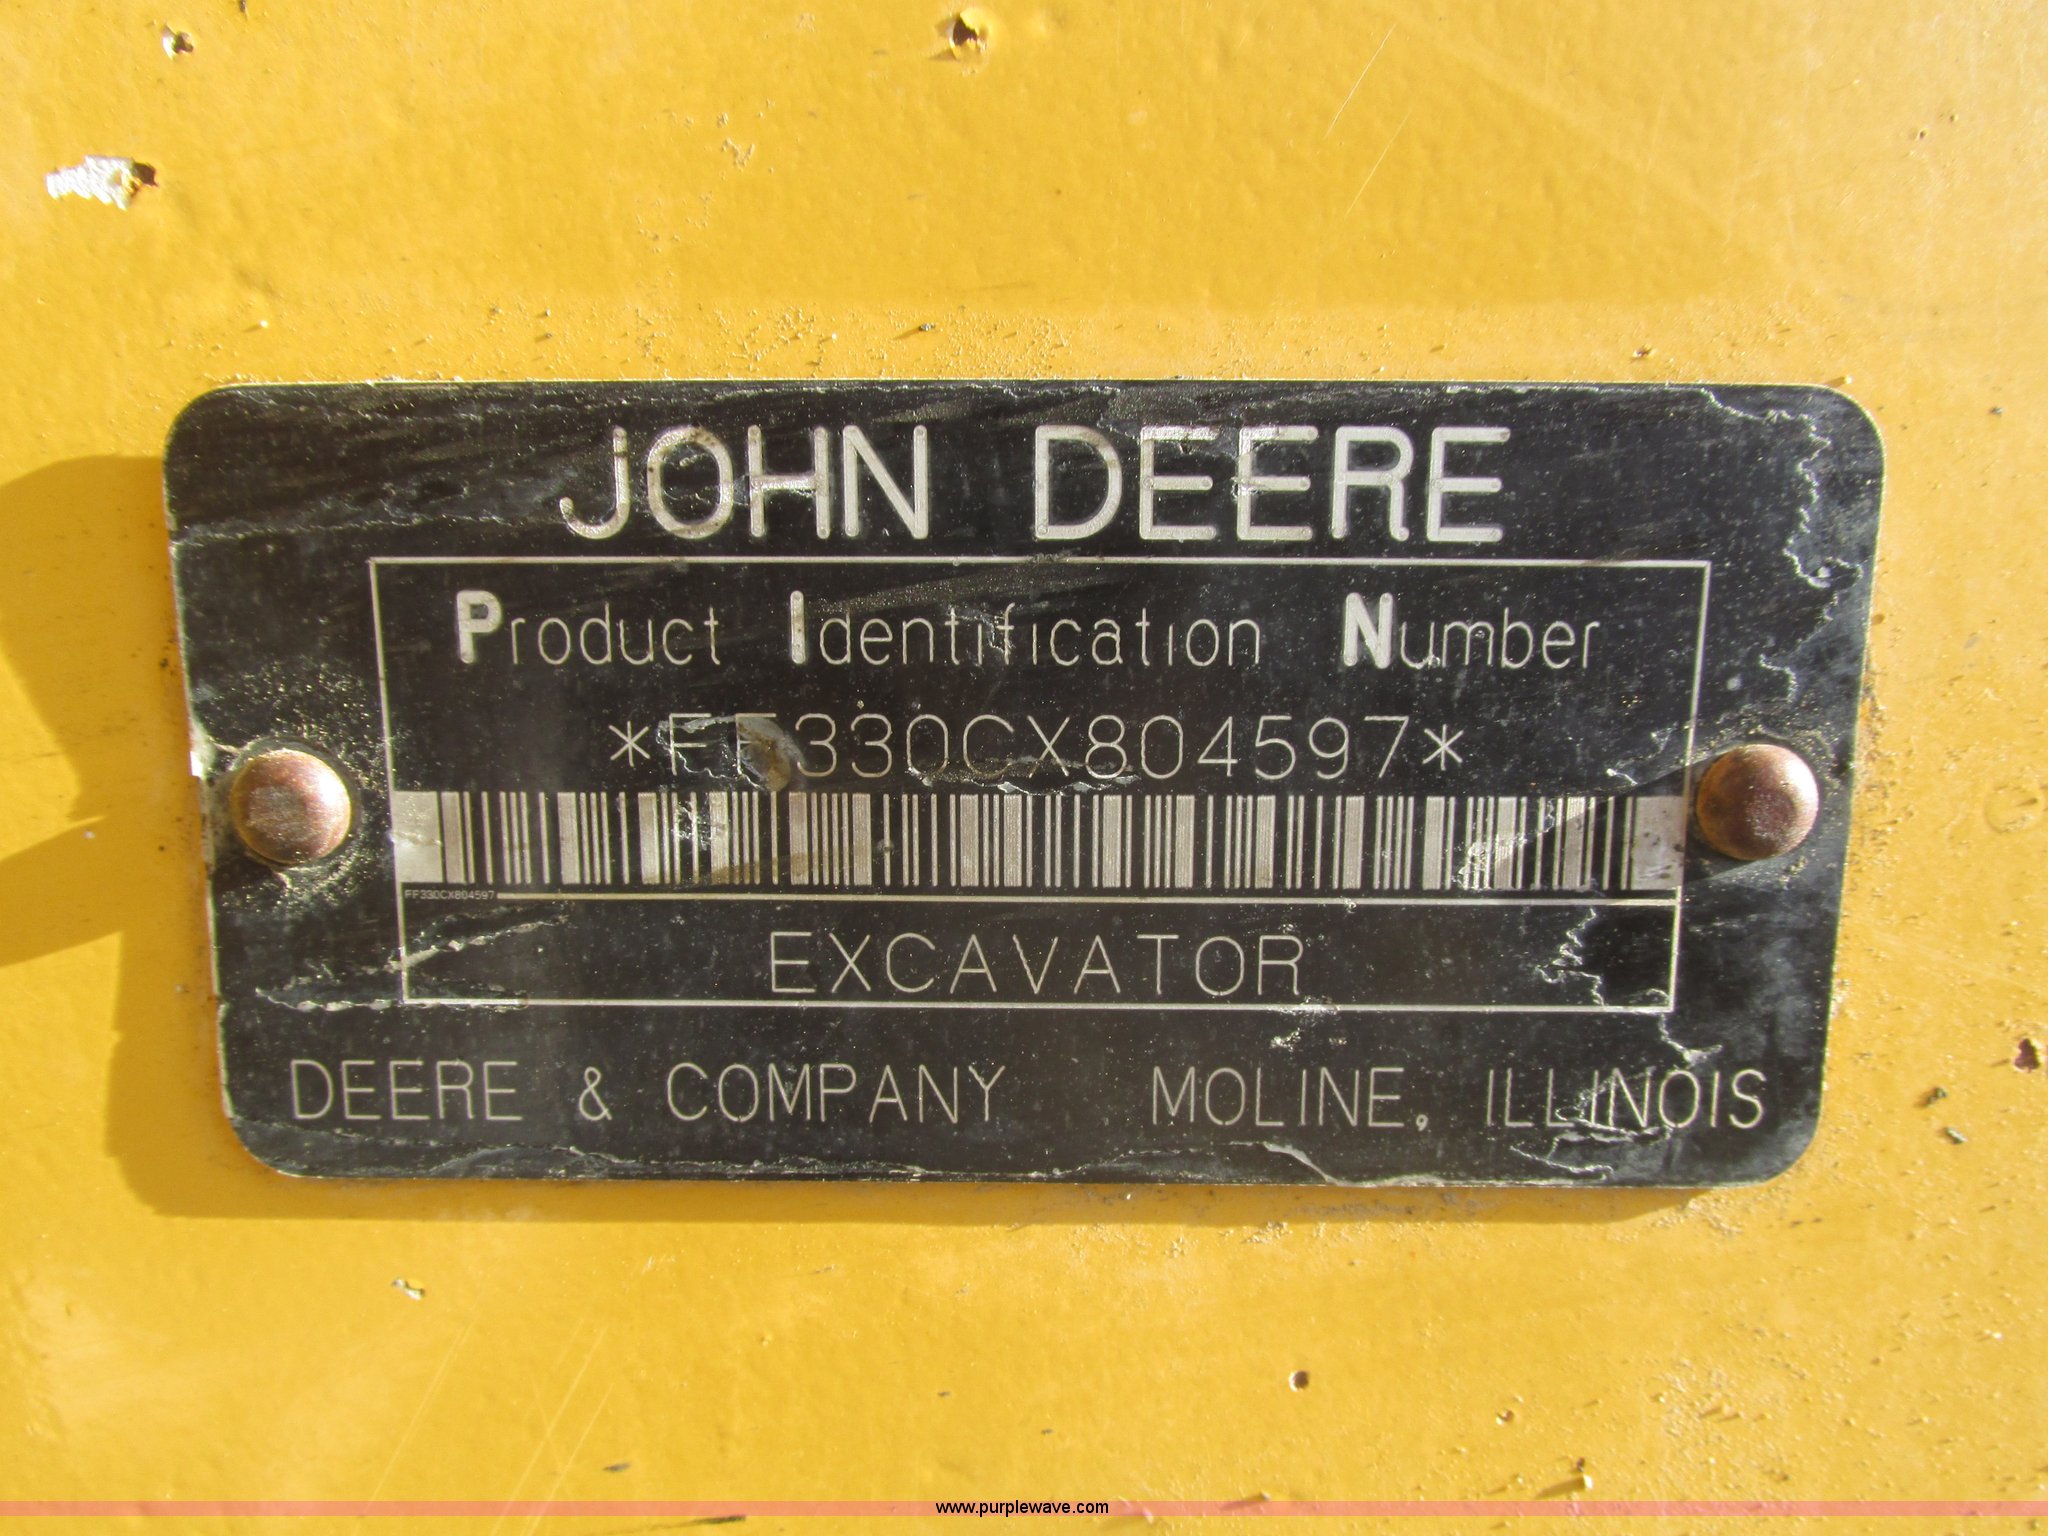 JOHN DEERE
Product Identification Number
*FF330CX804597*
FF330CX804597
EXCAVATOR
DEERE & COMPANY MOLINE, ILLINOIS
www.purplewave.com